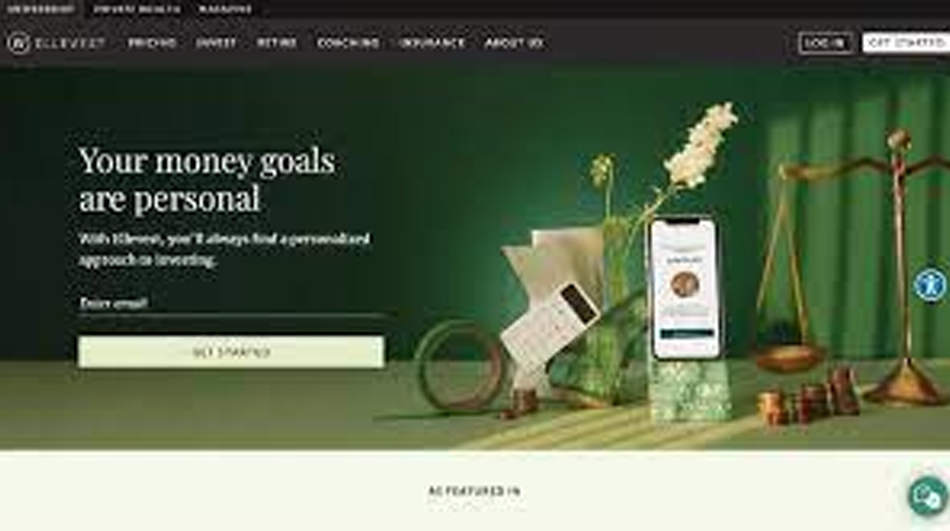 MEMBERSHIP PRIVATE WEALTH MAGAZINE
ELLEVEST PRICING INVEST RETIRE COACHING INSURANCE ABOUT US LOG IN GET STARTED
Your money goals
are personal
With Ellevest, you'll always find a personalized
approach to investing.
Enter email
GET STARTED
AS FEATURED IN